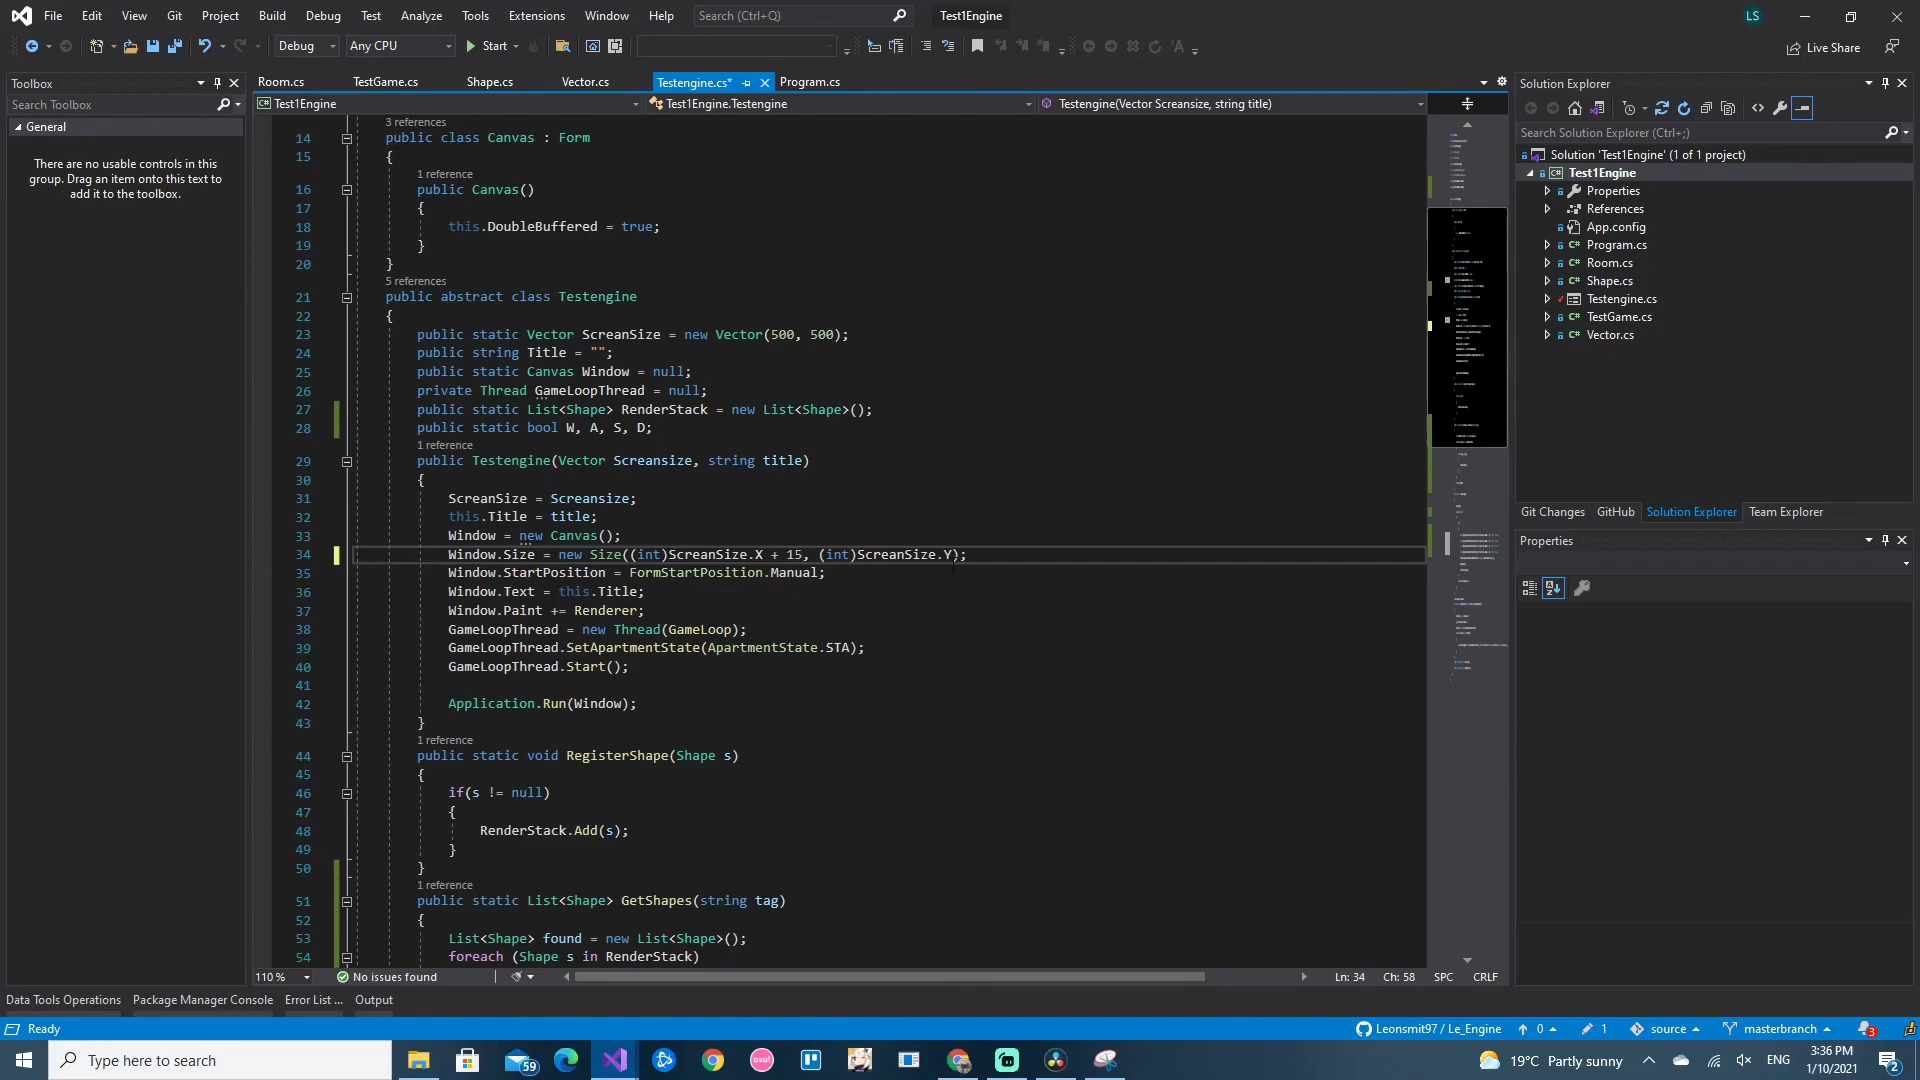 File Edit View Git Project Build Debug Test Analyze Tools Extensions Window Help Search (Ctrl+Q) Test1Engine LS
Debug Any CPU Start Live Share
Toolbox
Search Toolbox
General
There are no usable controls in this
group. Drag an item onto this text to
add it to the toolbox.
Room.cs TestGame.cs Shape.cs Vector.cs Testengine.cs* Program.cs
Test1Engine Test1Engine.Testengine Testengine(Vector Screansize, string title)
3 references
14 public class Canvas : Form
15 {
1 reference
16 public Canvas()
17 {
18 this.DoubleBuffered = true;
19 }
20 }
5 references
21 public abstract class Testengine
22 {
23 public static Vector ScreanSize = new Vector(500, 500);
24 public string Title = "";
25 public static Canvas Window = null;
26 private Thread GameLoopThread = null;
27 public static List<Shape> RenderStack = new List<Shape>();
28 public static bool W, A, S, D;
1 reference
29 public Testengine(Vector Screansize, string title)
30 {
31 ScreanSize = Screansize;
32 this.Title = title;
33 Window = new Canvas();
34 Window.Size = new Size((int)ScreanSize.X + 15, (int)ScreanSize.Y);
35 Window.StartPosition = FormStartPosition.Manual;
36 Window.Text = this.Title;
37 Window.Paint += Renderer;
38 GameLoopThread = new Thread(GameLoop);
39 GameLoopThread.SetApartmentState(ApartmentState.STA);
40 GameLoopThread.Start();
41
42 Application.Run(Window);
43 }
1 reference
44 public static void RegisterShape(Shape s)
45 {
46 if(s != null)
47 {
48 RenderStack.Add(s);
49 }
50 }
1 reference
51 public static List<Shape> GetShapes(string tag)
52 {
53 List<Shape> found = new List<Shape>();
54 foreach (Shape s in RenderStack)
110 % No issues found Ln: 34 Ch: 58 SPC CRLF
Solution Explorer
Search Solution Explorer (Ctrl+;)
Solution 'Test1Engine' (1 of 1 project)
Test1Engine
Properties
References
App.config
Program.cs
Room.cs
Shape.cs
Testengine.cs
TestGame.cs
Vector.cs
Git Changes GitHub Solution Explorer Team Explorer
Properties
Data Tools Operations Package Manager Console Error List ... Output
Ready Leonsmit97 / Le_Engine 0 1 source masterbranch 3
Type here to search 59 osu! 19°C Partly sunny ENG 3:36 PM
1/10/2021 2